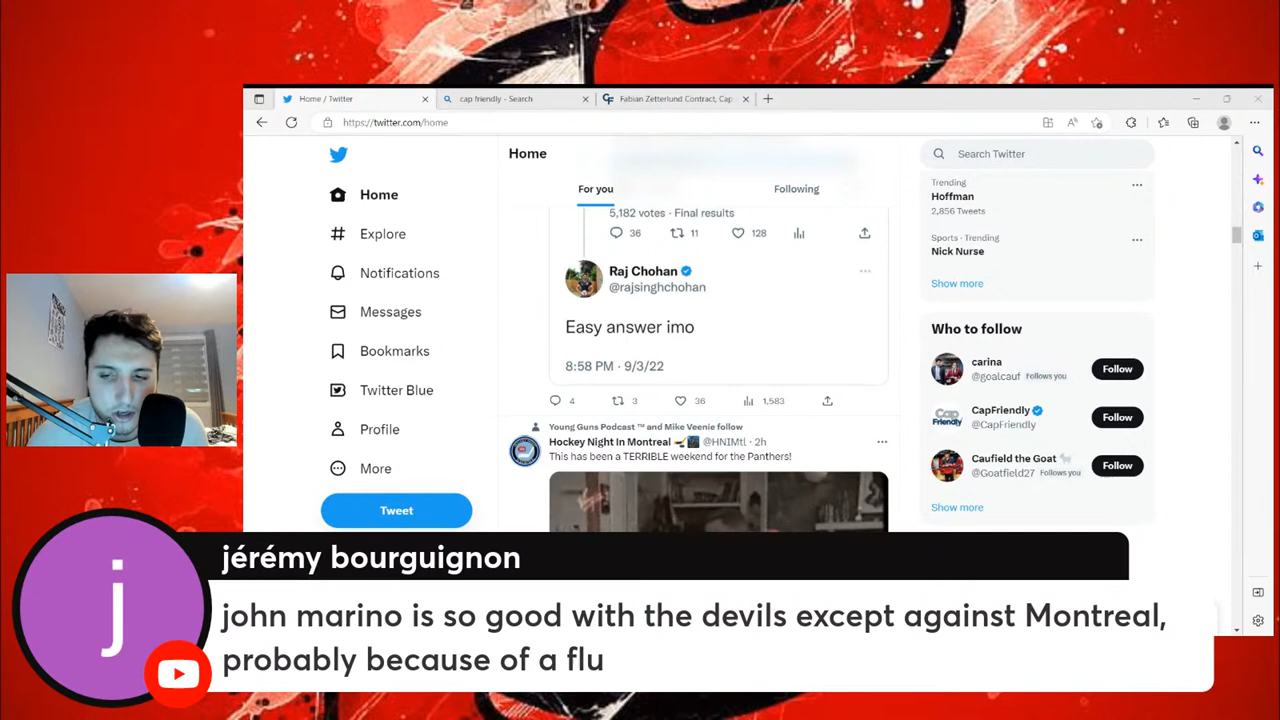 Home / Twitter
cap friendly - Search
Fabian Zetterlund Contract, Cap
https://twitter.com/home
Home
Search Twitter
For you
Following
Home
Explore
Notifications
Messages
Bookmarks
Twitter Blue
Profile
More
Tweet
5,182 votes · Final results
36
11
128
Raj Chohan
@rajsinghchohan
Easy answer imo
8:58 PM · 9/3/22
4
3
36
1,583
Young Guns Podcast ™ and Mike Veenie follow
Hockey Night In Montreal @HNIMtl · 2h
This has been a TERRIBLE weekend for the Panthers!
Trending
Hoffman
2,856 Tweets
Sports · Trending
Nick Nurse
Show more
Who to follow
carina
@goalcauf Follows you
Follow
CapFriendly
@CapFriendly
Follow
Cap Friendly
Caufield the Goat
@Goatfield27 Follows you
Follow
Show more
j
jérémy bourguignon
john marino is so good with the devils except against Montreal,
probably because of a flu